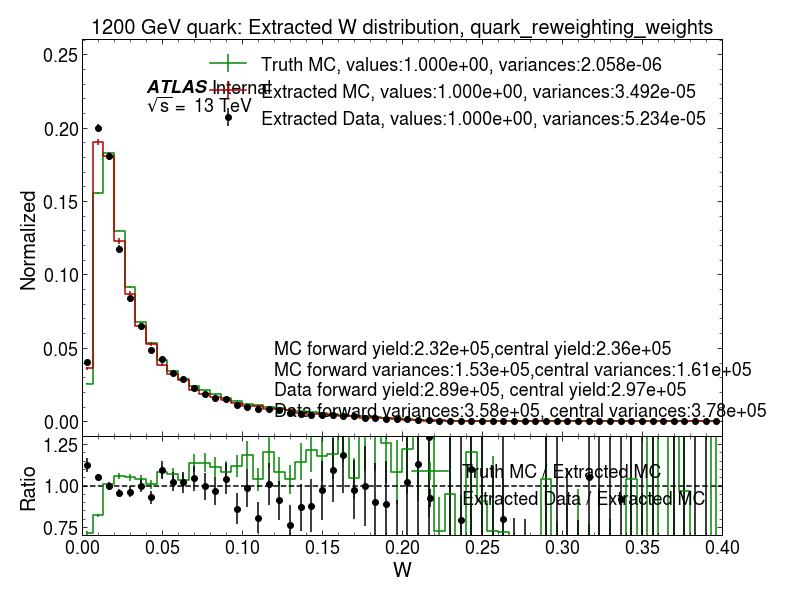 1200 GeV quark: Extracted W distribution, quark_reweighting_weights
Truth MC, values:1.000e+00, variances:2.058e-06
ATLAS Internal
Extracted MC, values:1.000e+00, variances:3.492e-05
√s = 13 TeV
Extracted Data, values:1.000e+00, variances:5.234e-05
Normalized
0.25
0.20
0.15
0.10
0.05
0.00
MC forward yield:2.32e+05,central yield:2.36e+05
MC forward variances:1.53e+05,central variances:1.61e+05
Data forward yield:2.89e+05, central yield:2.97e+05
Data forward variances:3.58e+05, central variances:3.78e+05
Ratio
1.25
1.00
0.75
Truth MC / Extracted MC
Extracted Data / Extracted MC
0.00 0.05 0.10 0.15 0.20 0.25 0.30 0.35 0.40
W